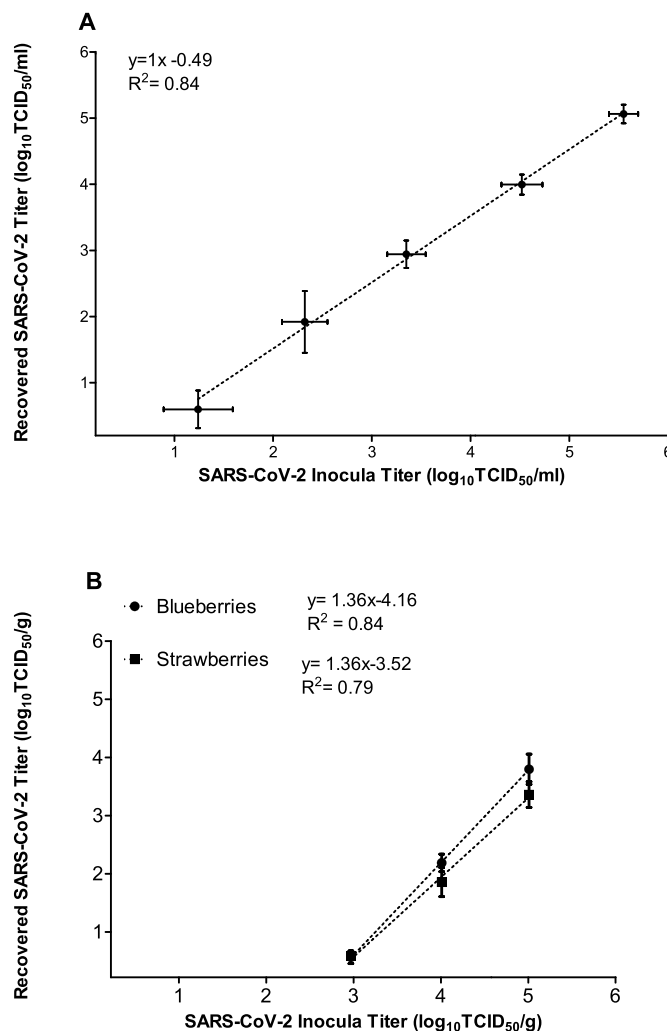 A
y=1x -0.49
R2= 0.84
Recovered SARS-CoV-2 Titer (log10TCID50/ml)
6
5
4
3
2
1
1 2 3 4 5 6
SARS-CoV-2 Inocula Titer (log10TCID50/ml)
B
Blueberries
y= 1.36x-4.16
R2 = 0.84
Strawberries
y= 1.36x-3.52
R2= 0.79
Recovered SARS-CoV-2 Titer (log10TCID50/g)
6
5
4
3
2
1
1 2 3 4 5 6
SARS-CoV-2 Inocula Titer (log10TCID50/g)